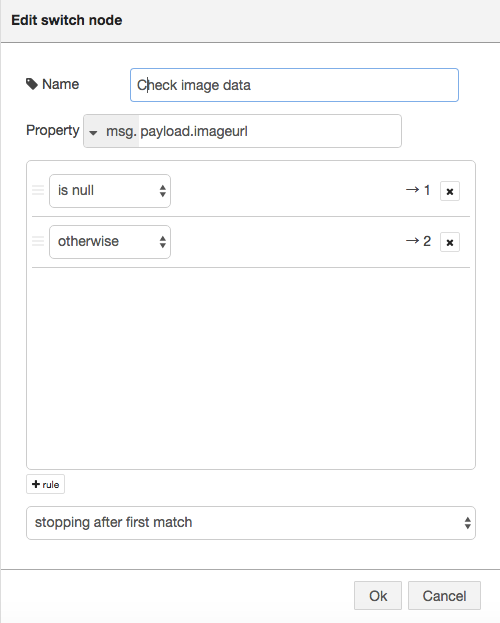 Edit switch node
Name Check image data
Property msg. payload.imageurl
is null → 1 ×
otherwise → 2 ×
+ rule
stopping after first match
Ok Cancel